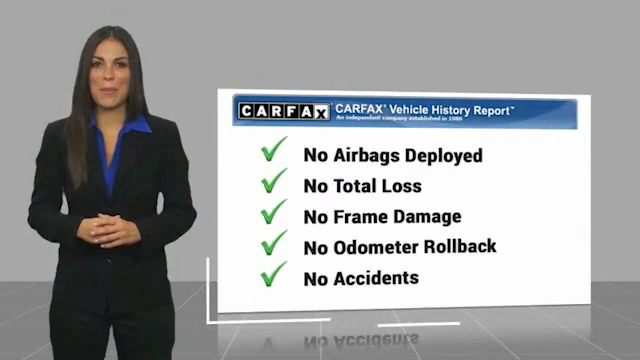 CARFAX CARFAX® Vehicle History Report™
An independent company established in 1986
No Airbags Deployed
No Total Loss
No Frame Damage
No Odometer Rollback
No Accidents